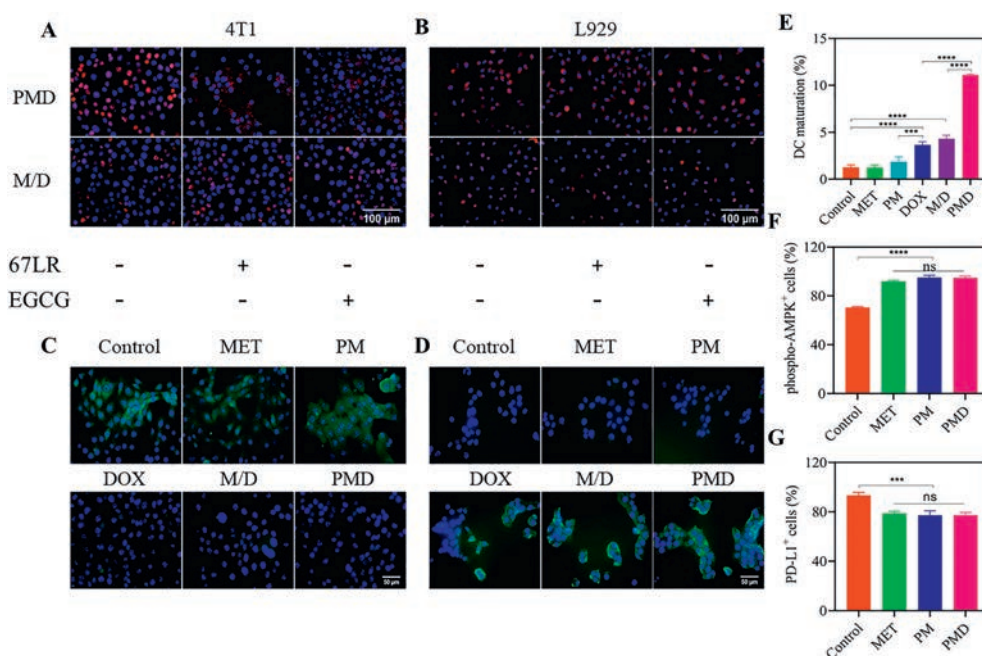 A
4T1
B
L929
PMD
M/D
100 µm
100 µm
67LR
-
+
-
-
+
-
EGCG
-
-
+
-
-
+
C
Control
MET
PM
D
Control
MET
PM
DOX
M/D
PMD
DOX
M/D
PMD
50 µm
50 µm
E
DC maturation (%)
15
10
5
0
****
****
***
****
****
Control
MET
PM
DOX
M/D
PMD
F
phospho-AMPK⁺ cells (%)
120
80
40
0
****
ns
Control
MET
PM
PMD
G
PD-L1⁺ cells (%)
120
80
40
0
***
ns
Control
MET
PM
PMD